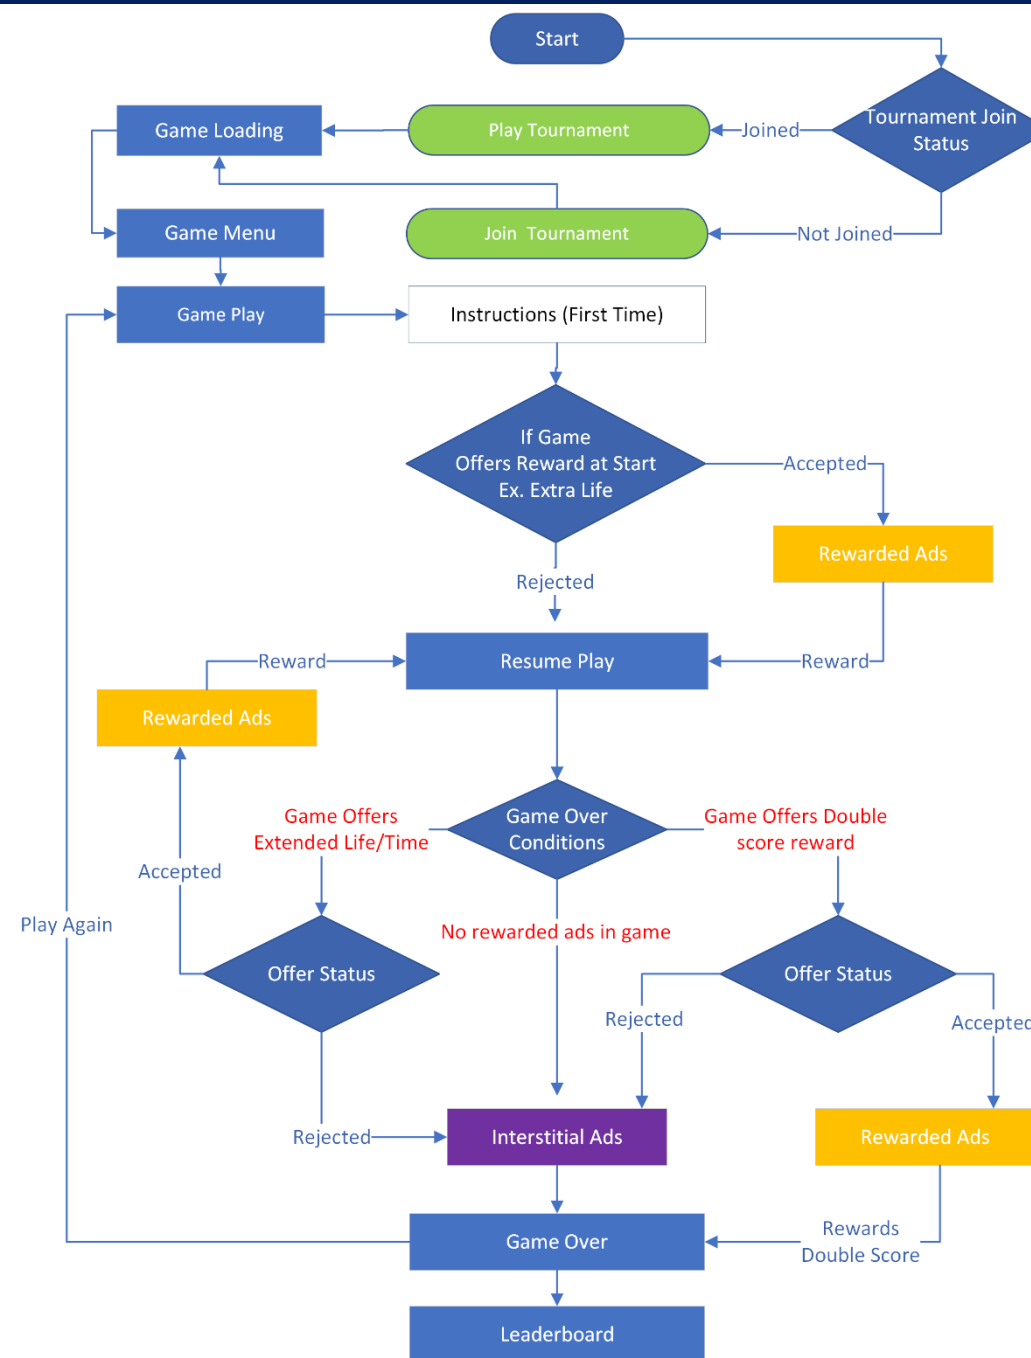 Start
Tournament Join
Status
Joined
Play Tournament
Game Loading
Not Joined
Join  Tournament
Game Menu
Game Play
Instructions (First Time)
If Game
Offers Reward at Start
Ex. Extra Life
Accepted
Rewarded Ads
Rejected
Reward
Resume Play
Reward
Rewarded Ads
Game Offers
Extended Life/Time
Game Over
Conditions
Game Offers Double
score reward
Accepted
Play Again
No rewarded ads in game
Offer Status
Offer Status
Rejected
Accepted
Rejected
Interstitial Ads
Rewarded Ads
Rewards
Double Score
Game Over
Leaderboard